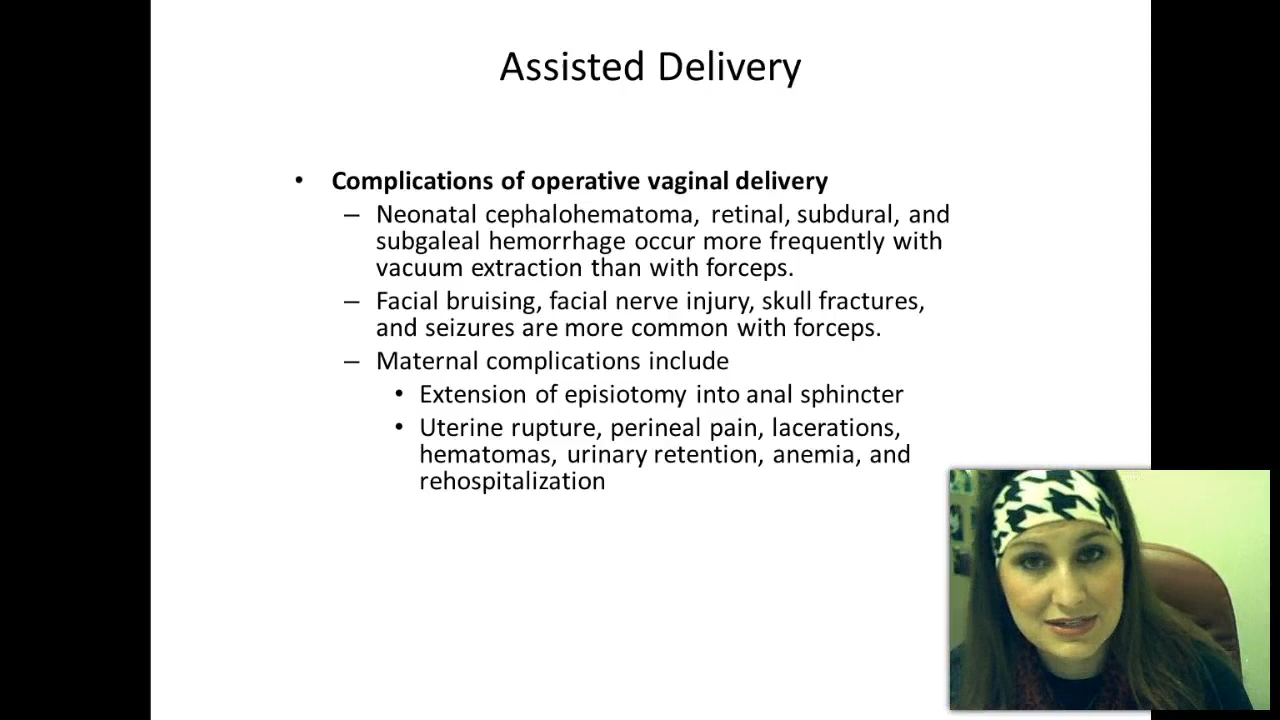 Assisted Delivery
• Complications of operative vaginal delivery
– Neonatal cephalohematoma, retinal, subdural, and
subgaleal hemorrhage occur more frequently with
vacuum extraction than with forceps.
– Facial bruising, facial nerve injury, skull fractures,
and seizures are more common with forceps.
– Maternal complications include
• Extension of episiotomy into anal sphincter
• Uterine rupture, perineal pain, lacerations,
hematomas, urinary retention, anemia, and
rehospitalization